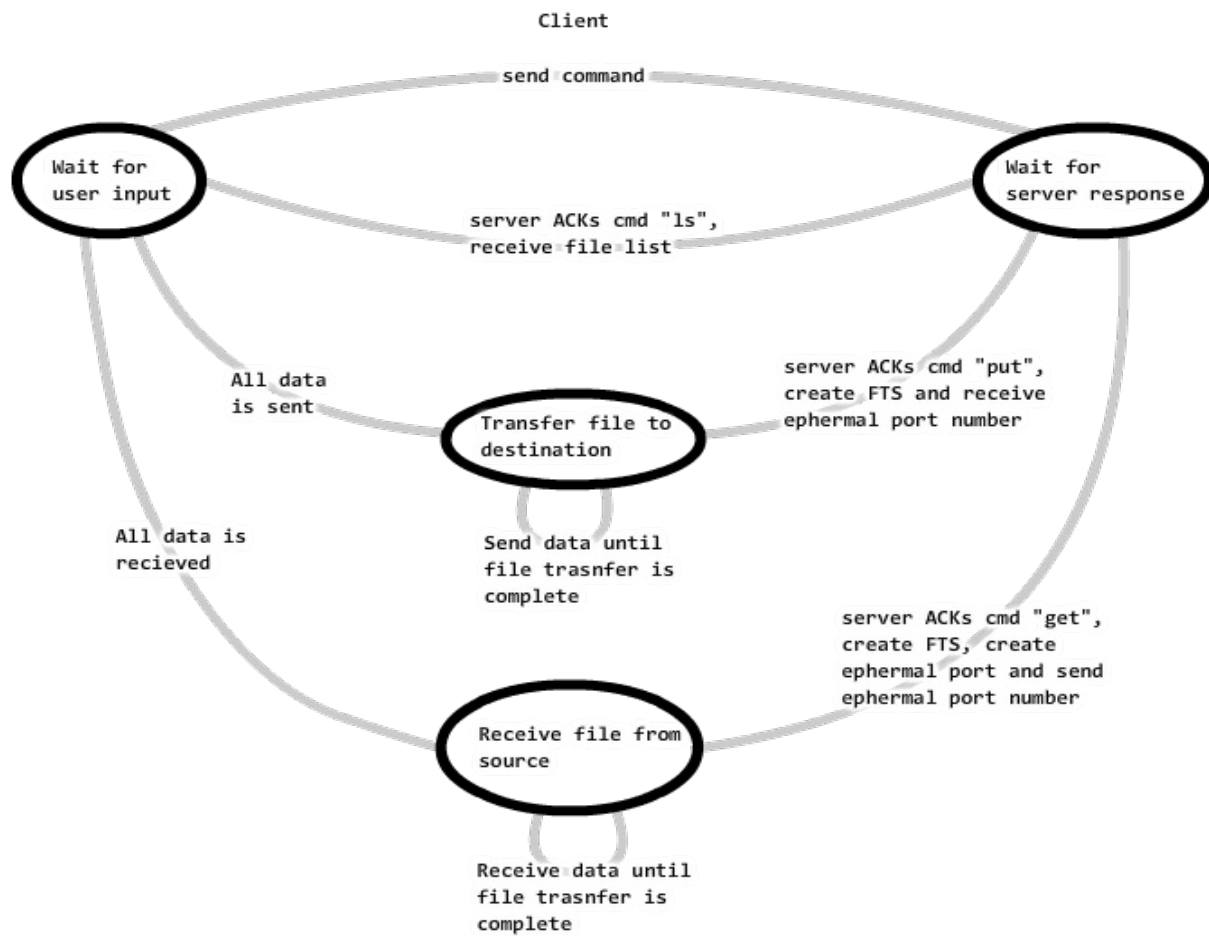 Client
send command
Wait for
user input
Wait for
server response
server ACKs cmd "ls",
receive file list
All data
is sent
server ACKs cmd "put",
create FTS and receive
ephermal port number
Transfer file to
destination
All data is
recieved
Send data until
file trasnfer is
complete
server ACKs cmd "get",
create FTS, create
ephermal port and send
ephermal port number
Receive file from
source
Receive data until
file trasnfer is
complete